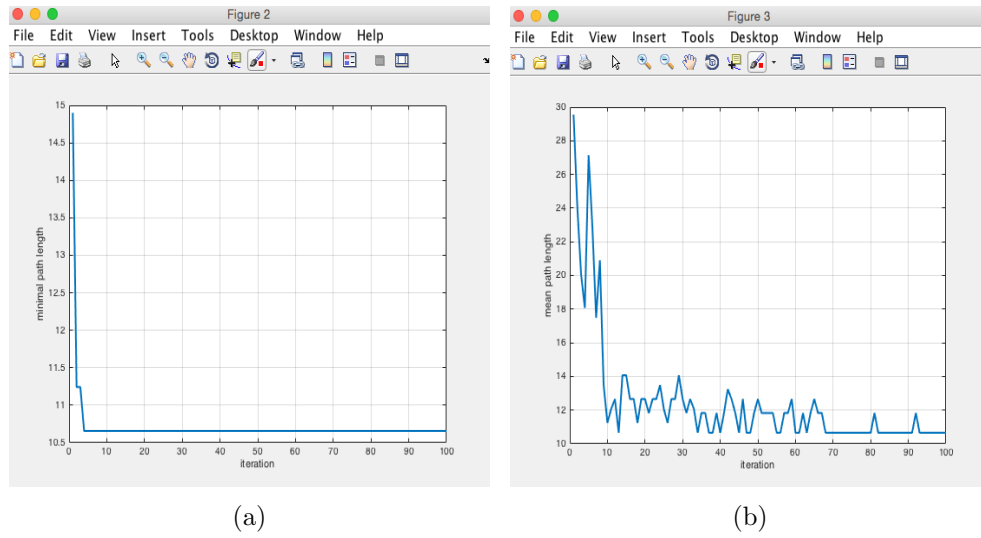 Figure 2
File Edit View Insert Tools Desktop Window Help
15
14.5
14
13.5
13
12.5
12
11.5
11
10.5
0 10 20 30 40 50 60 70 80 90 100
minimal path length
iteration
(a)
Figure 3
File Edit View Insert Tools Desktop Window Help
30
28
26
24
22
20
18
16
14
12
10
0 10 20 30 40 50 60 70 80 90 100
mean path length
iteration
(b)